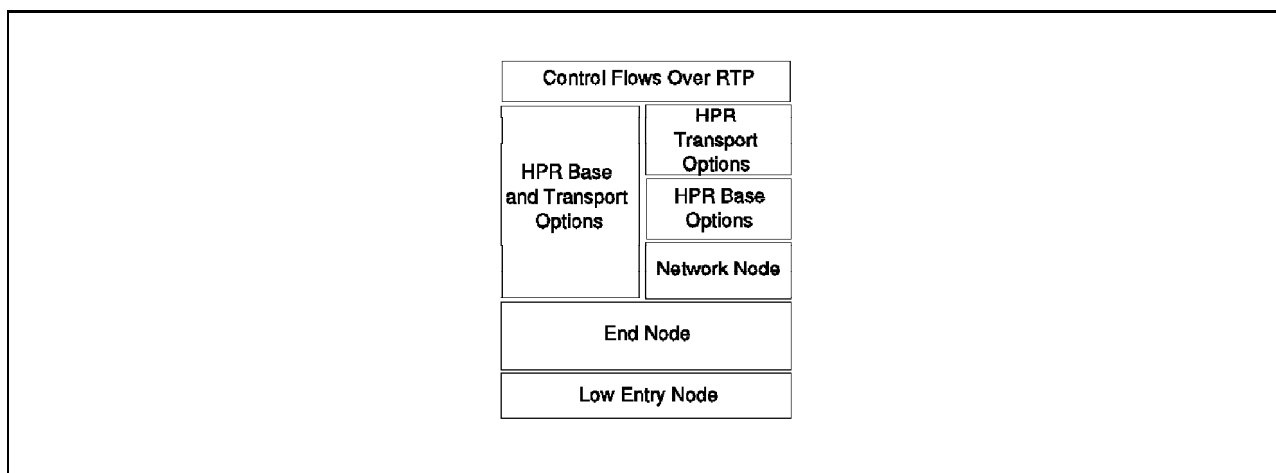 Control Flows Over RTP
HPR Base
and Transport
Options
HPR
Transport
Options
HPR Base
Options
Network Node
End Node
Low Entry Node